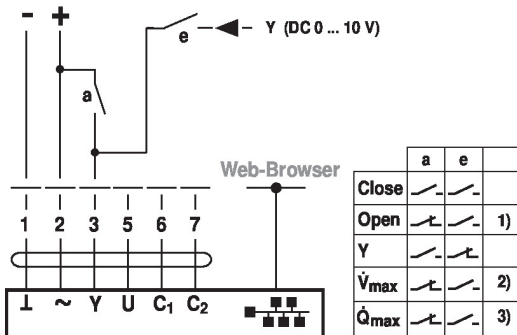 - +
e
Y (DC 0 ... 10 V)
a
Web-Browser
1 2 3 5 6 7
⊥ ~ Y U C₁ C₂
a e
Close
Open 1)
Y
V̇max 2)
Q̇max 3)